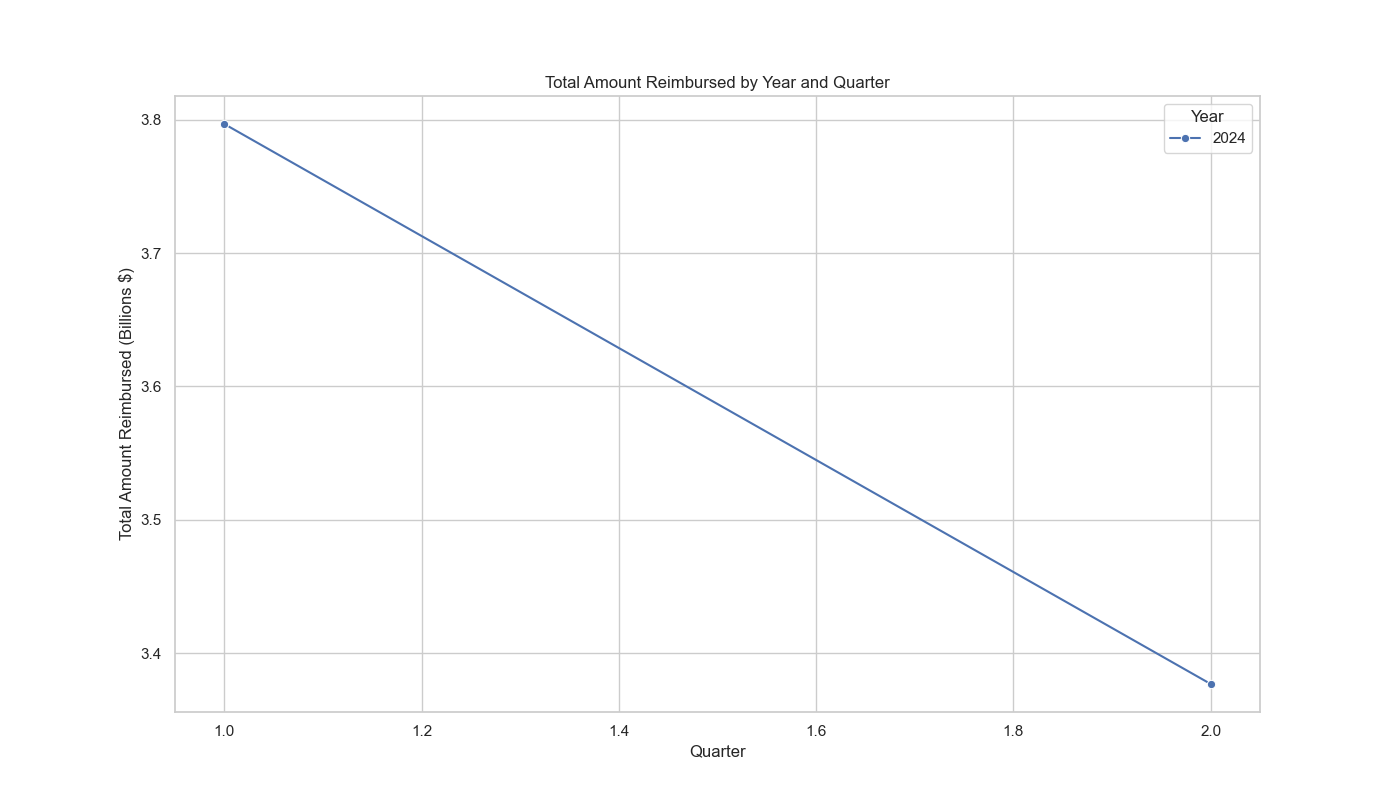 Total Amount Reimbursed by Year and Quarter
Year
2024
Total Amount Reimbursed (Billions $)
3.8
3.7
3.6
3.5
3.4
1.0 1.2 1.4 1.6 1.8 2.0
Quarter